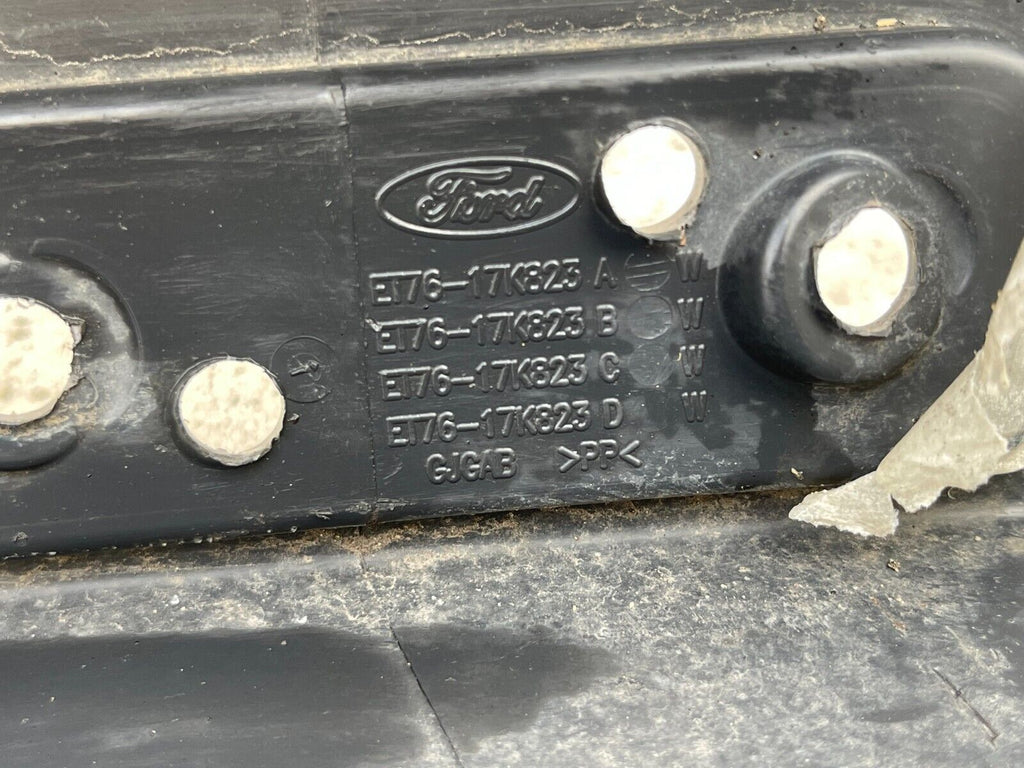 Ford
ET76-17K823 A W
ET76-17K823 B W
ET76-17K823 C W
ET76-17K823 D W
GJGAB >PP<